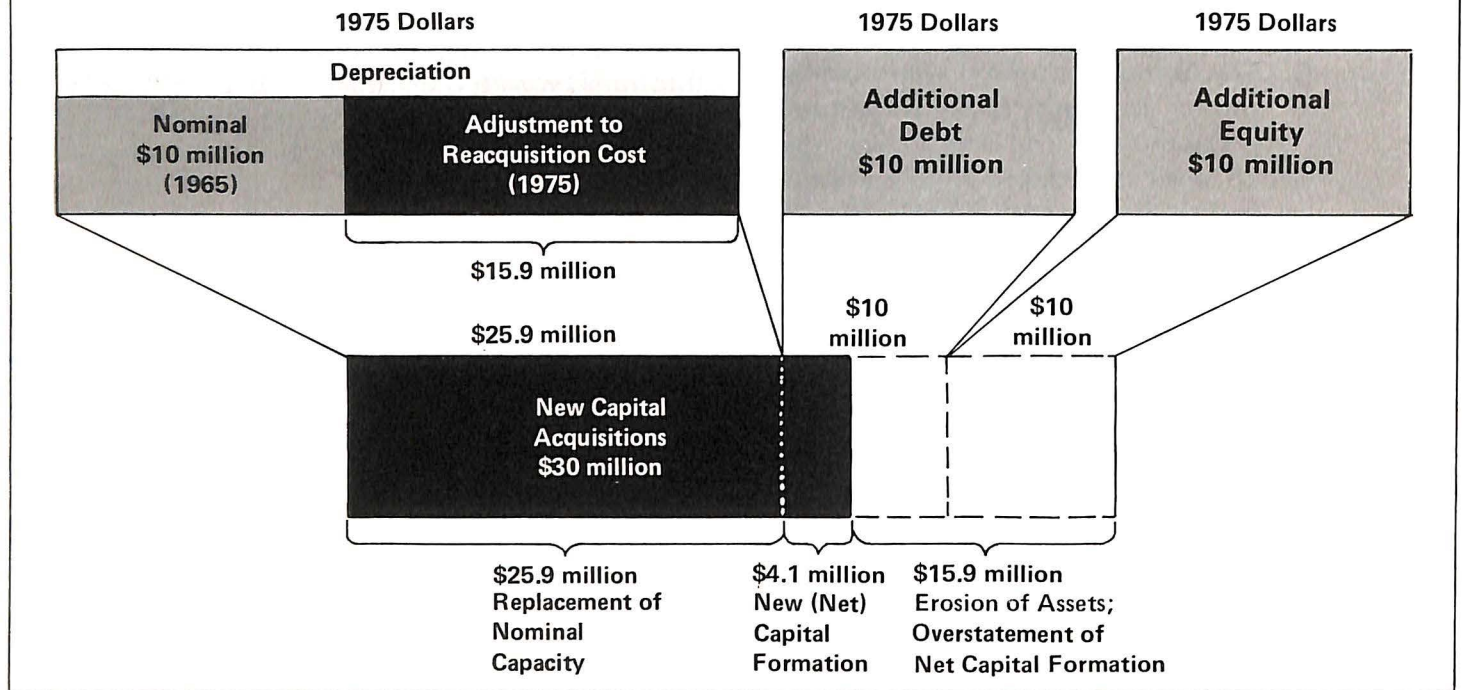 1975 Dollars
1975 Dollars
1975 Dollars
Depreciation
Nominal
$10 million
(1965)
Adjustment to
Reacquisition Cost
(1975)
Additional
Debt
$10 million
Additional
Equity
$10 million
$15.9 million
$25.9 million
$10
million
$10
million
New Capital
Acquisitions
$30 million
$25.9 million
Replacement of
Nominal
Capacity
$4.1 million
New (Net)
Capital
Formation
$15.9 million
Erosion of Assets;
Overstatement of
Net Capital Formation